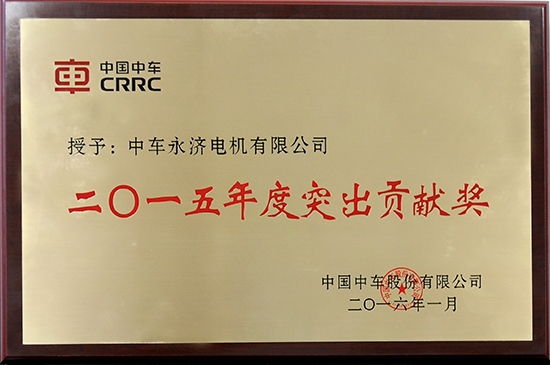 中国中车
CRRC
授予：中车永济电机有限公司
二〇一五年度突出贡献奖
中国中车股份有限公司
二〇一六年一月